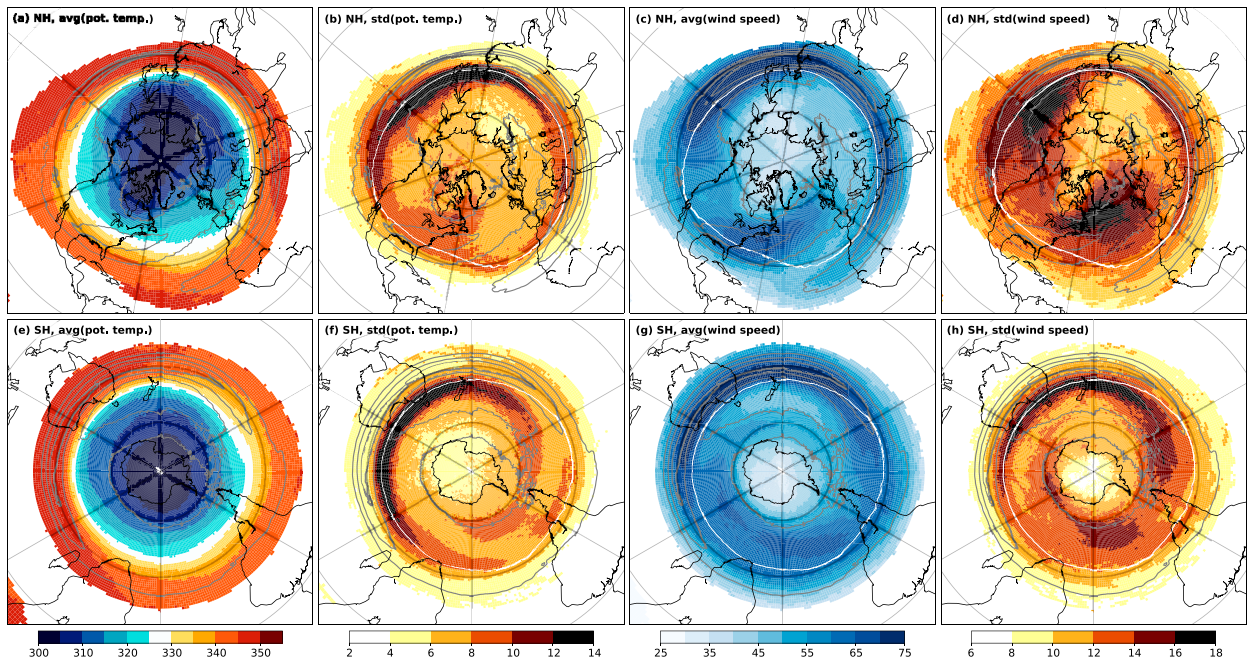 (a) NH, avg(pot. temp.)
(b) NH, std(pot. temp.)
(c) NH, avg(wind speed)
(d) NH, std(wind speed)
(e) SH, avg(pot. temp.)
(f) SH, std(pot. temp.)
(g) SH, avg(wind speed)
(h) SH, std(wind speed)
300 310 320 330 340 350
2 4 6 8 10 12 14
25 35 45 55 65 75
6 8 10 12 14 16 18